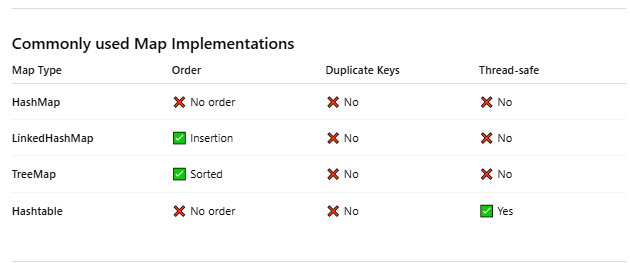 Commonly used Map Implementations
Map Type Order Duplicate Keys Thread-safe
HashMap ❌ No order ❌ No ❌ No
LinkedHashMap ✅ Insertion ❌ No ❌ No
TreeMap ✅ Sorted ❌ No ❌ No
Hashtable ❌ No order ❌ No ✅ Yes